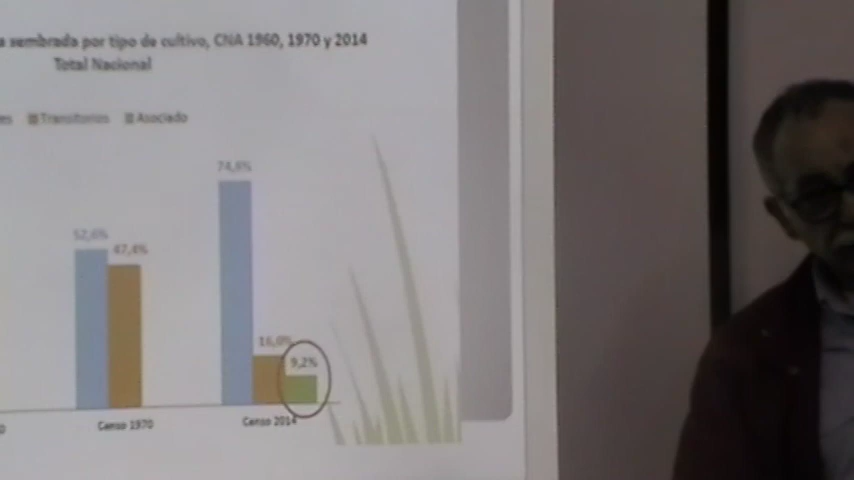 sembrada por tipo de cultivo, CNA 1960, 1970 y 2014
Total Nacional
Transitorios Asociado
74,8%
52,6%
47,4%
16,0%
9,2%
Censo 1970
Censo 2014